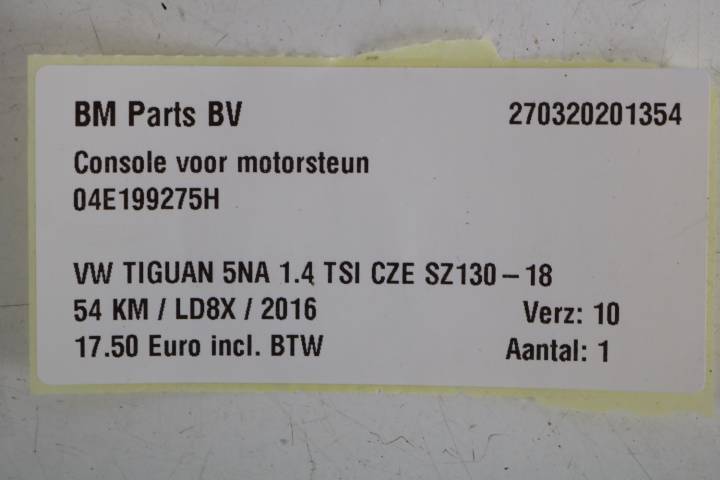 BM Parts BV 270320201354
Console voor motorsteun
04E199275H
VW TIGUAN 5NA 1.4 TSI CZE SZ130 – 18
54 KM / LD8X / 2016 Verz: 10
17.50 Euro incl. BTW Aantal: 1